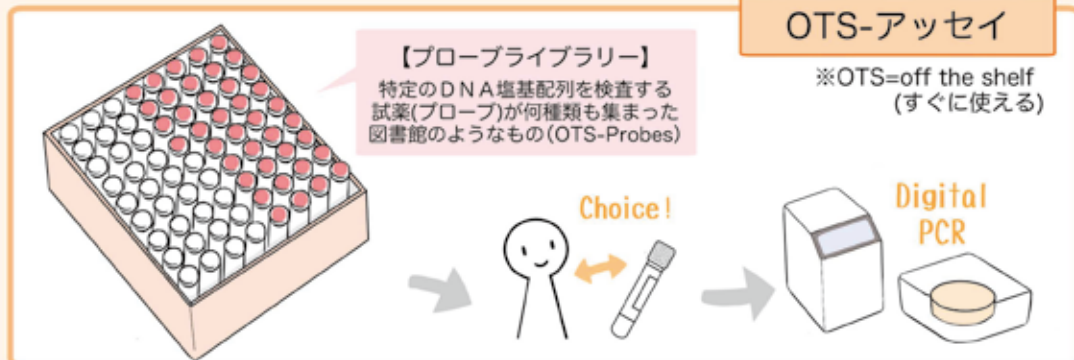 OTS-アッセイ
※OTS=off the shelf
(すぐに使える)
【プローブライブラリー】
特定のDNA塩基配列を検査する
試薬(プローブ)が何種類も集まった
図書館のようなもの(OTS-Probes)
Choice!
Digital
PCR